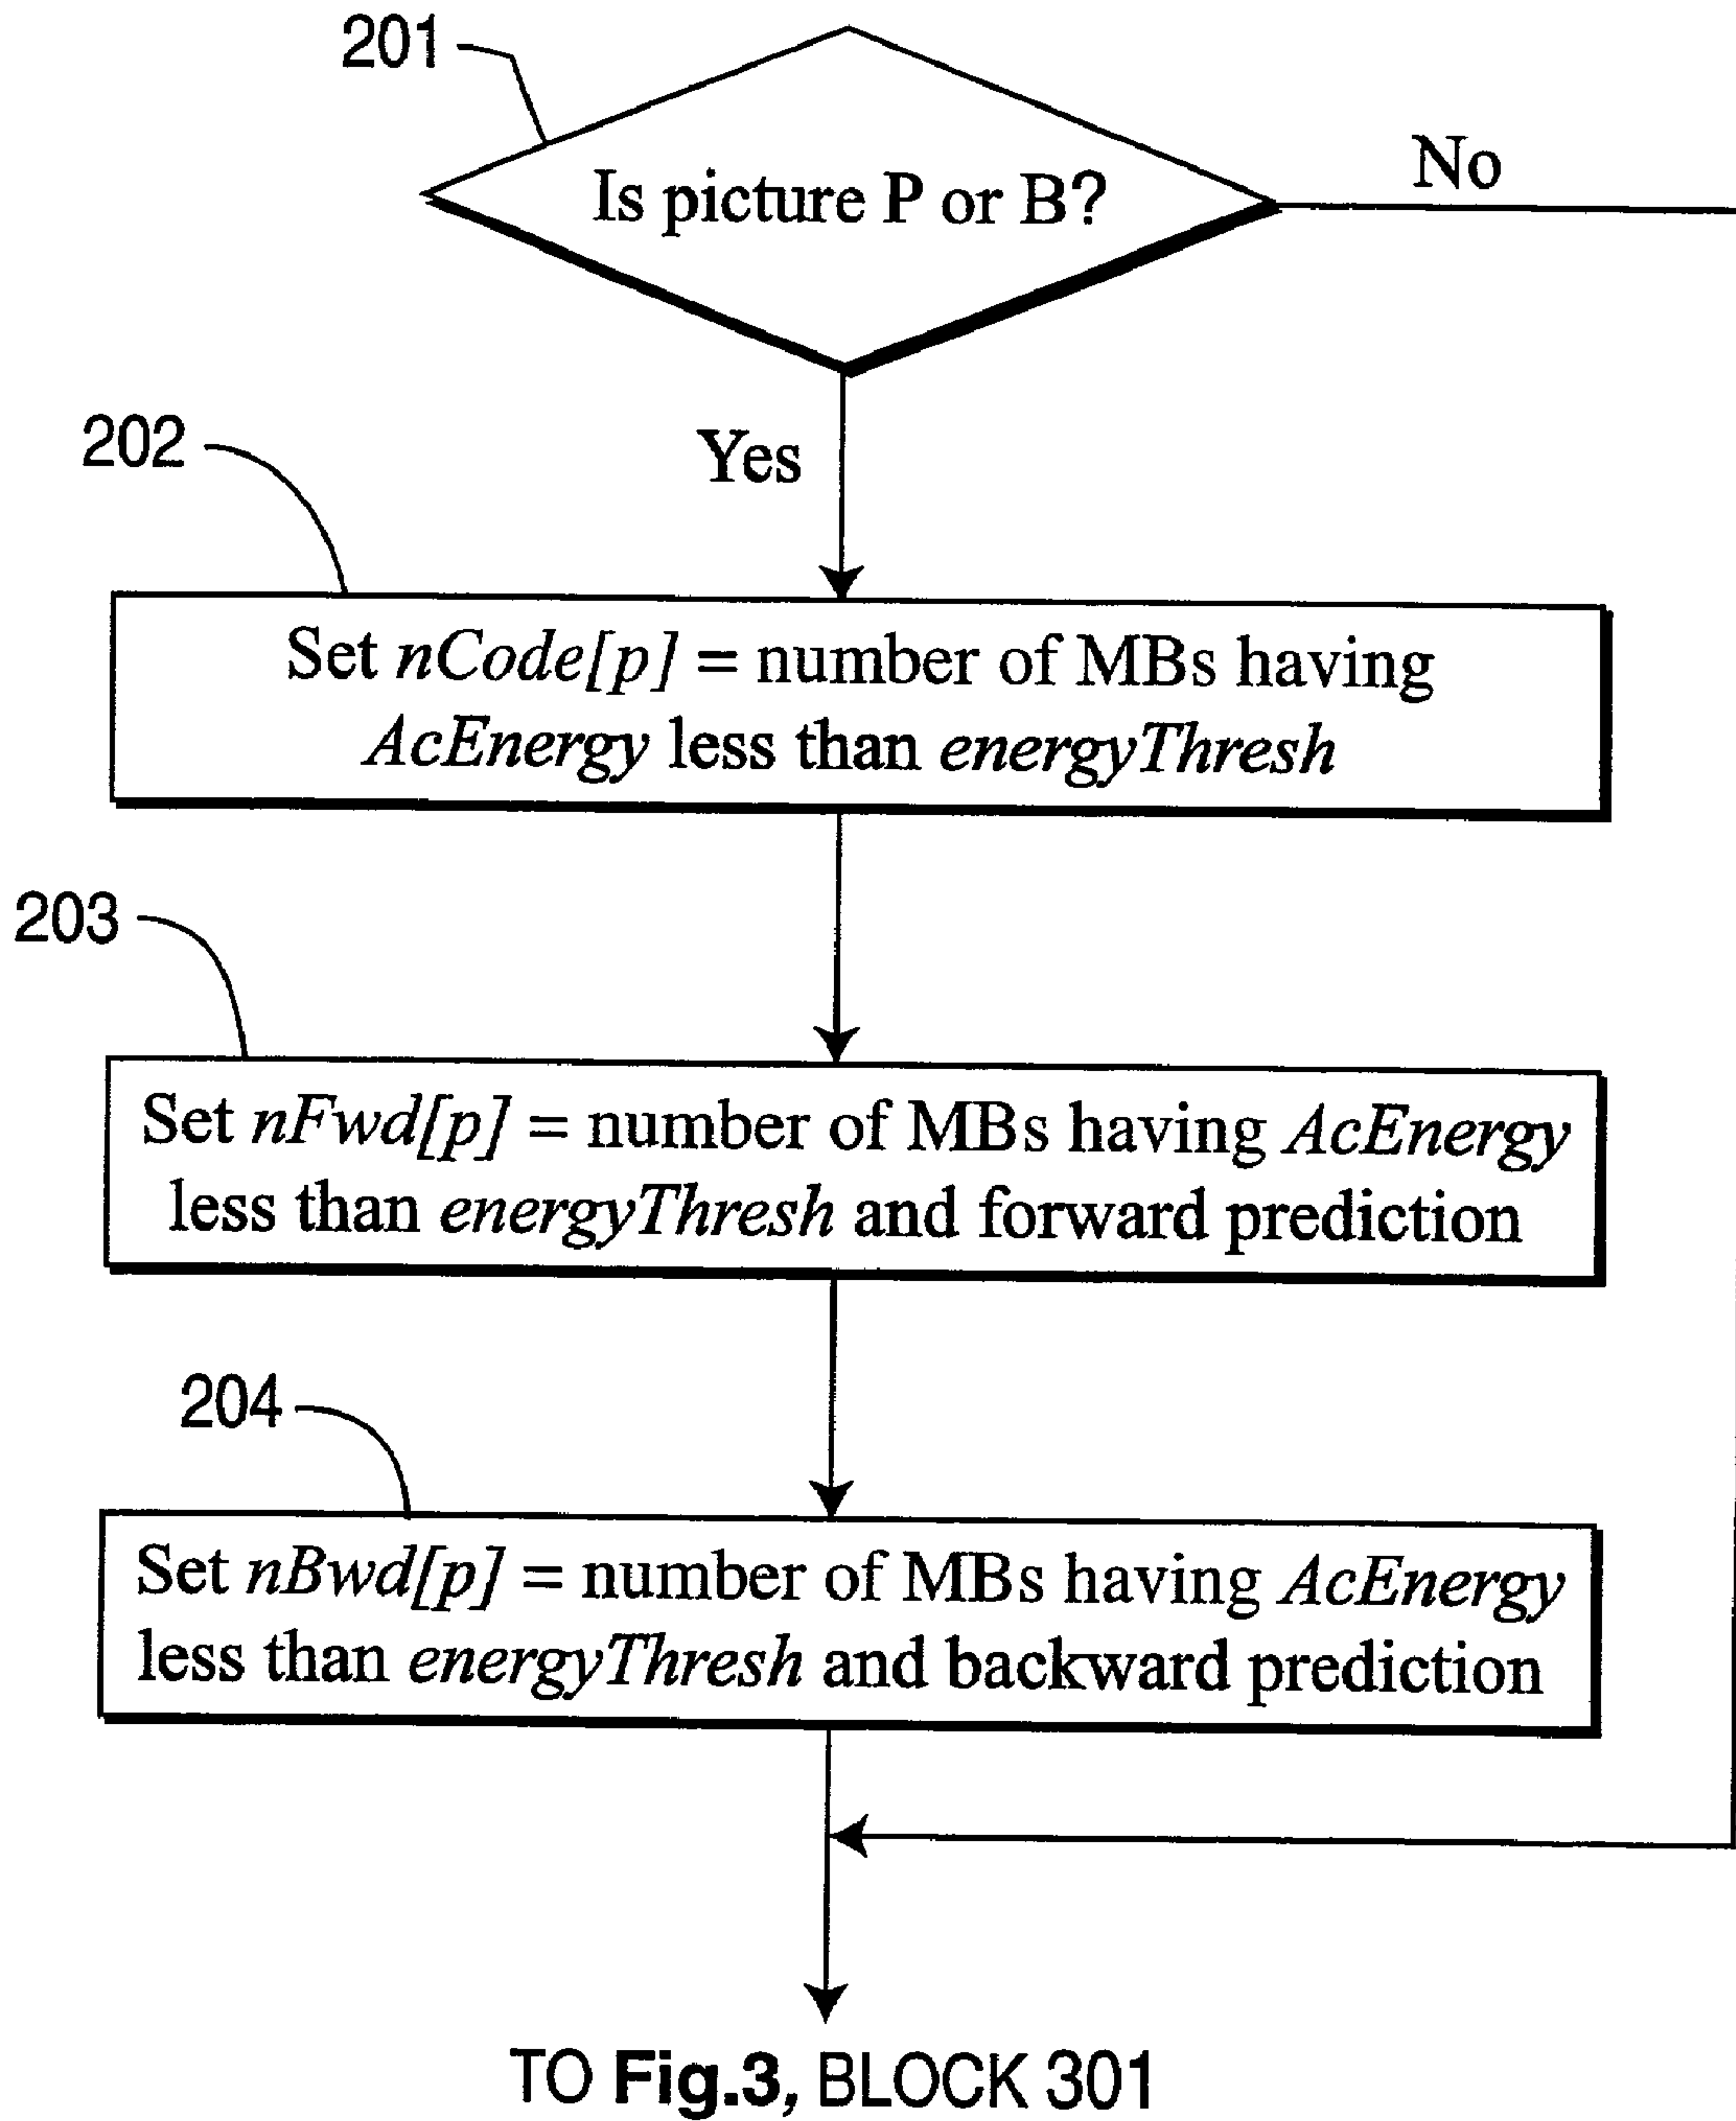 201
Is picture P or B?
No
Yes
202
Set nCode[p] = number of MBs having
AcEnergy less than energyThresh
203
Set nFwd[p] = number of MBs having AcEnergy
less than energyThresh and forward prediction
204
Set nBwd[p] = number of MBs having AcEnergy
less than energyThresh and backward prediction
TO Fig.3, BLOCK 301